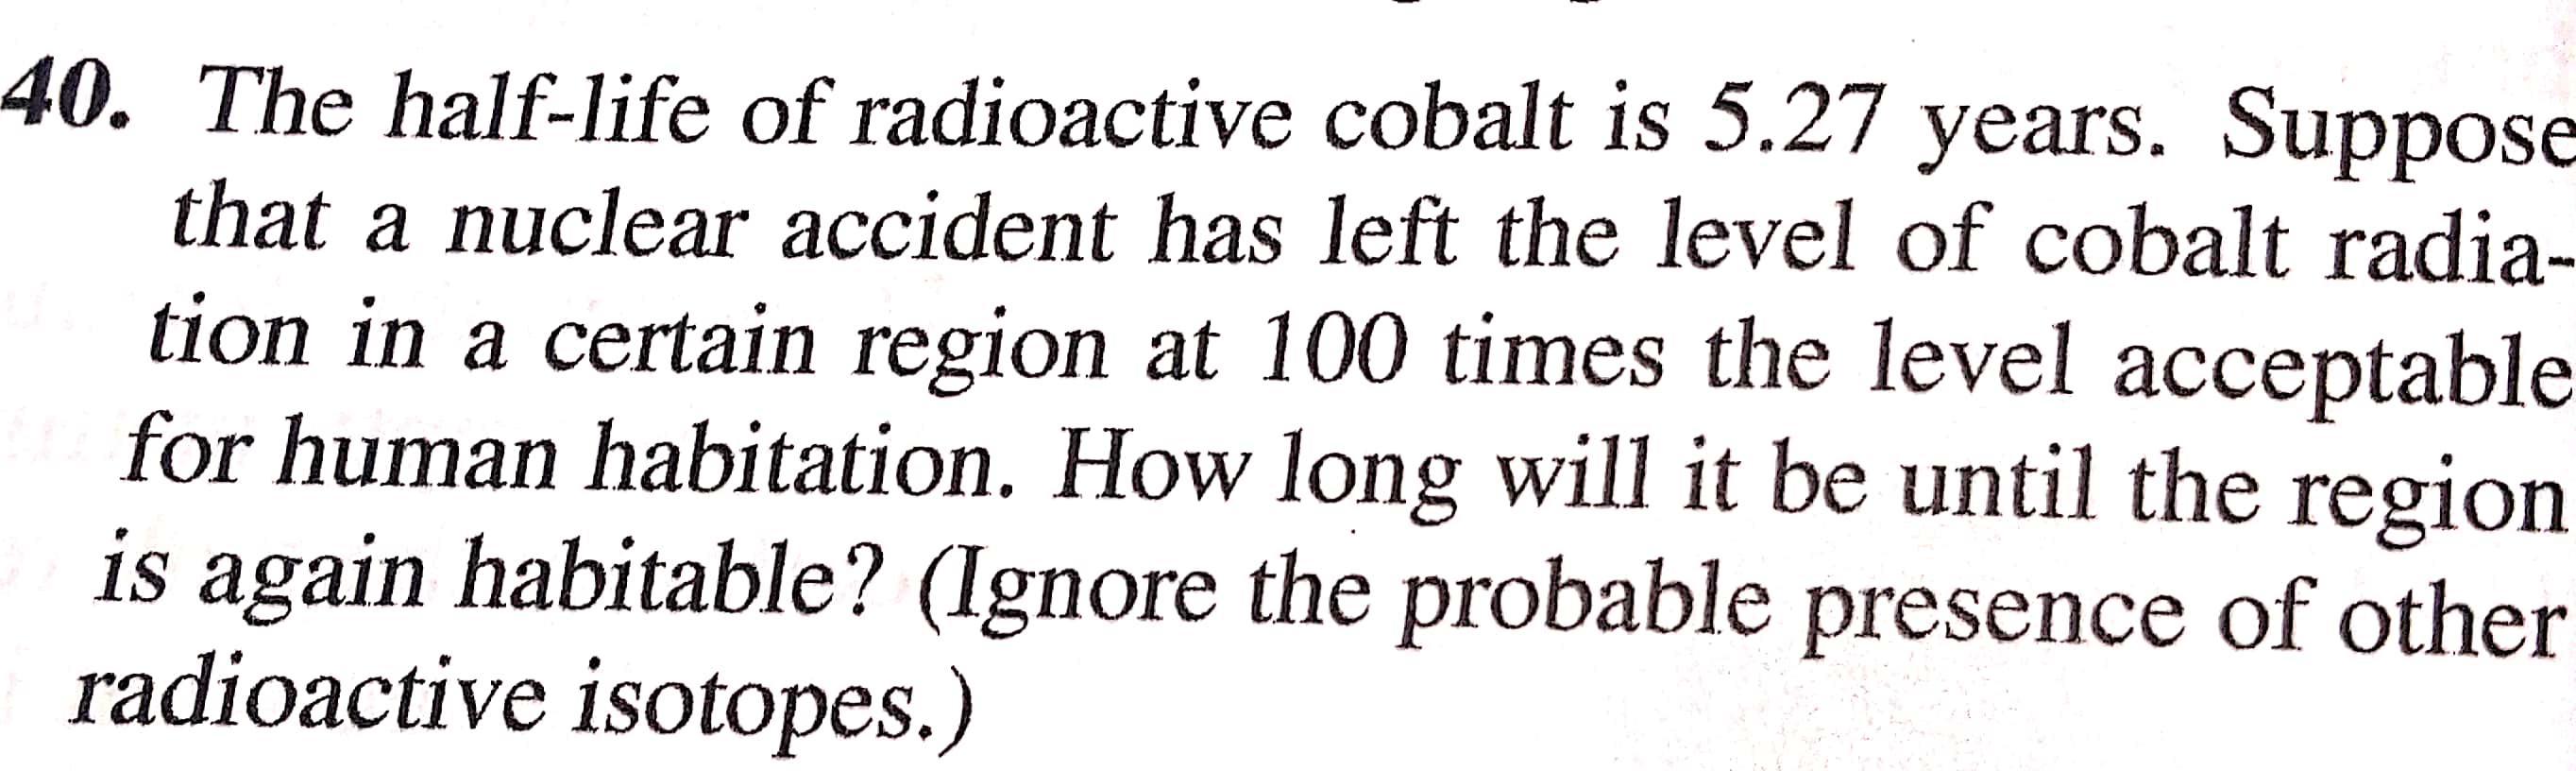 40. The half-life of radioactive cobalt is 5.27 years. Suppose
that a nuclear accident has left the level of cobalt radia-
tion in a certain region at 100 times the level acceptable
for human habitation. How long will it be until the region
is again habitable? (Ignore the probable presence of other
radioactive isotopes.)